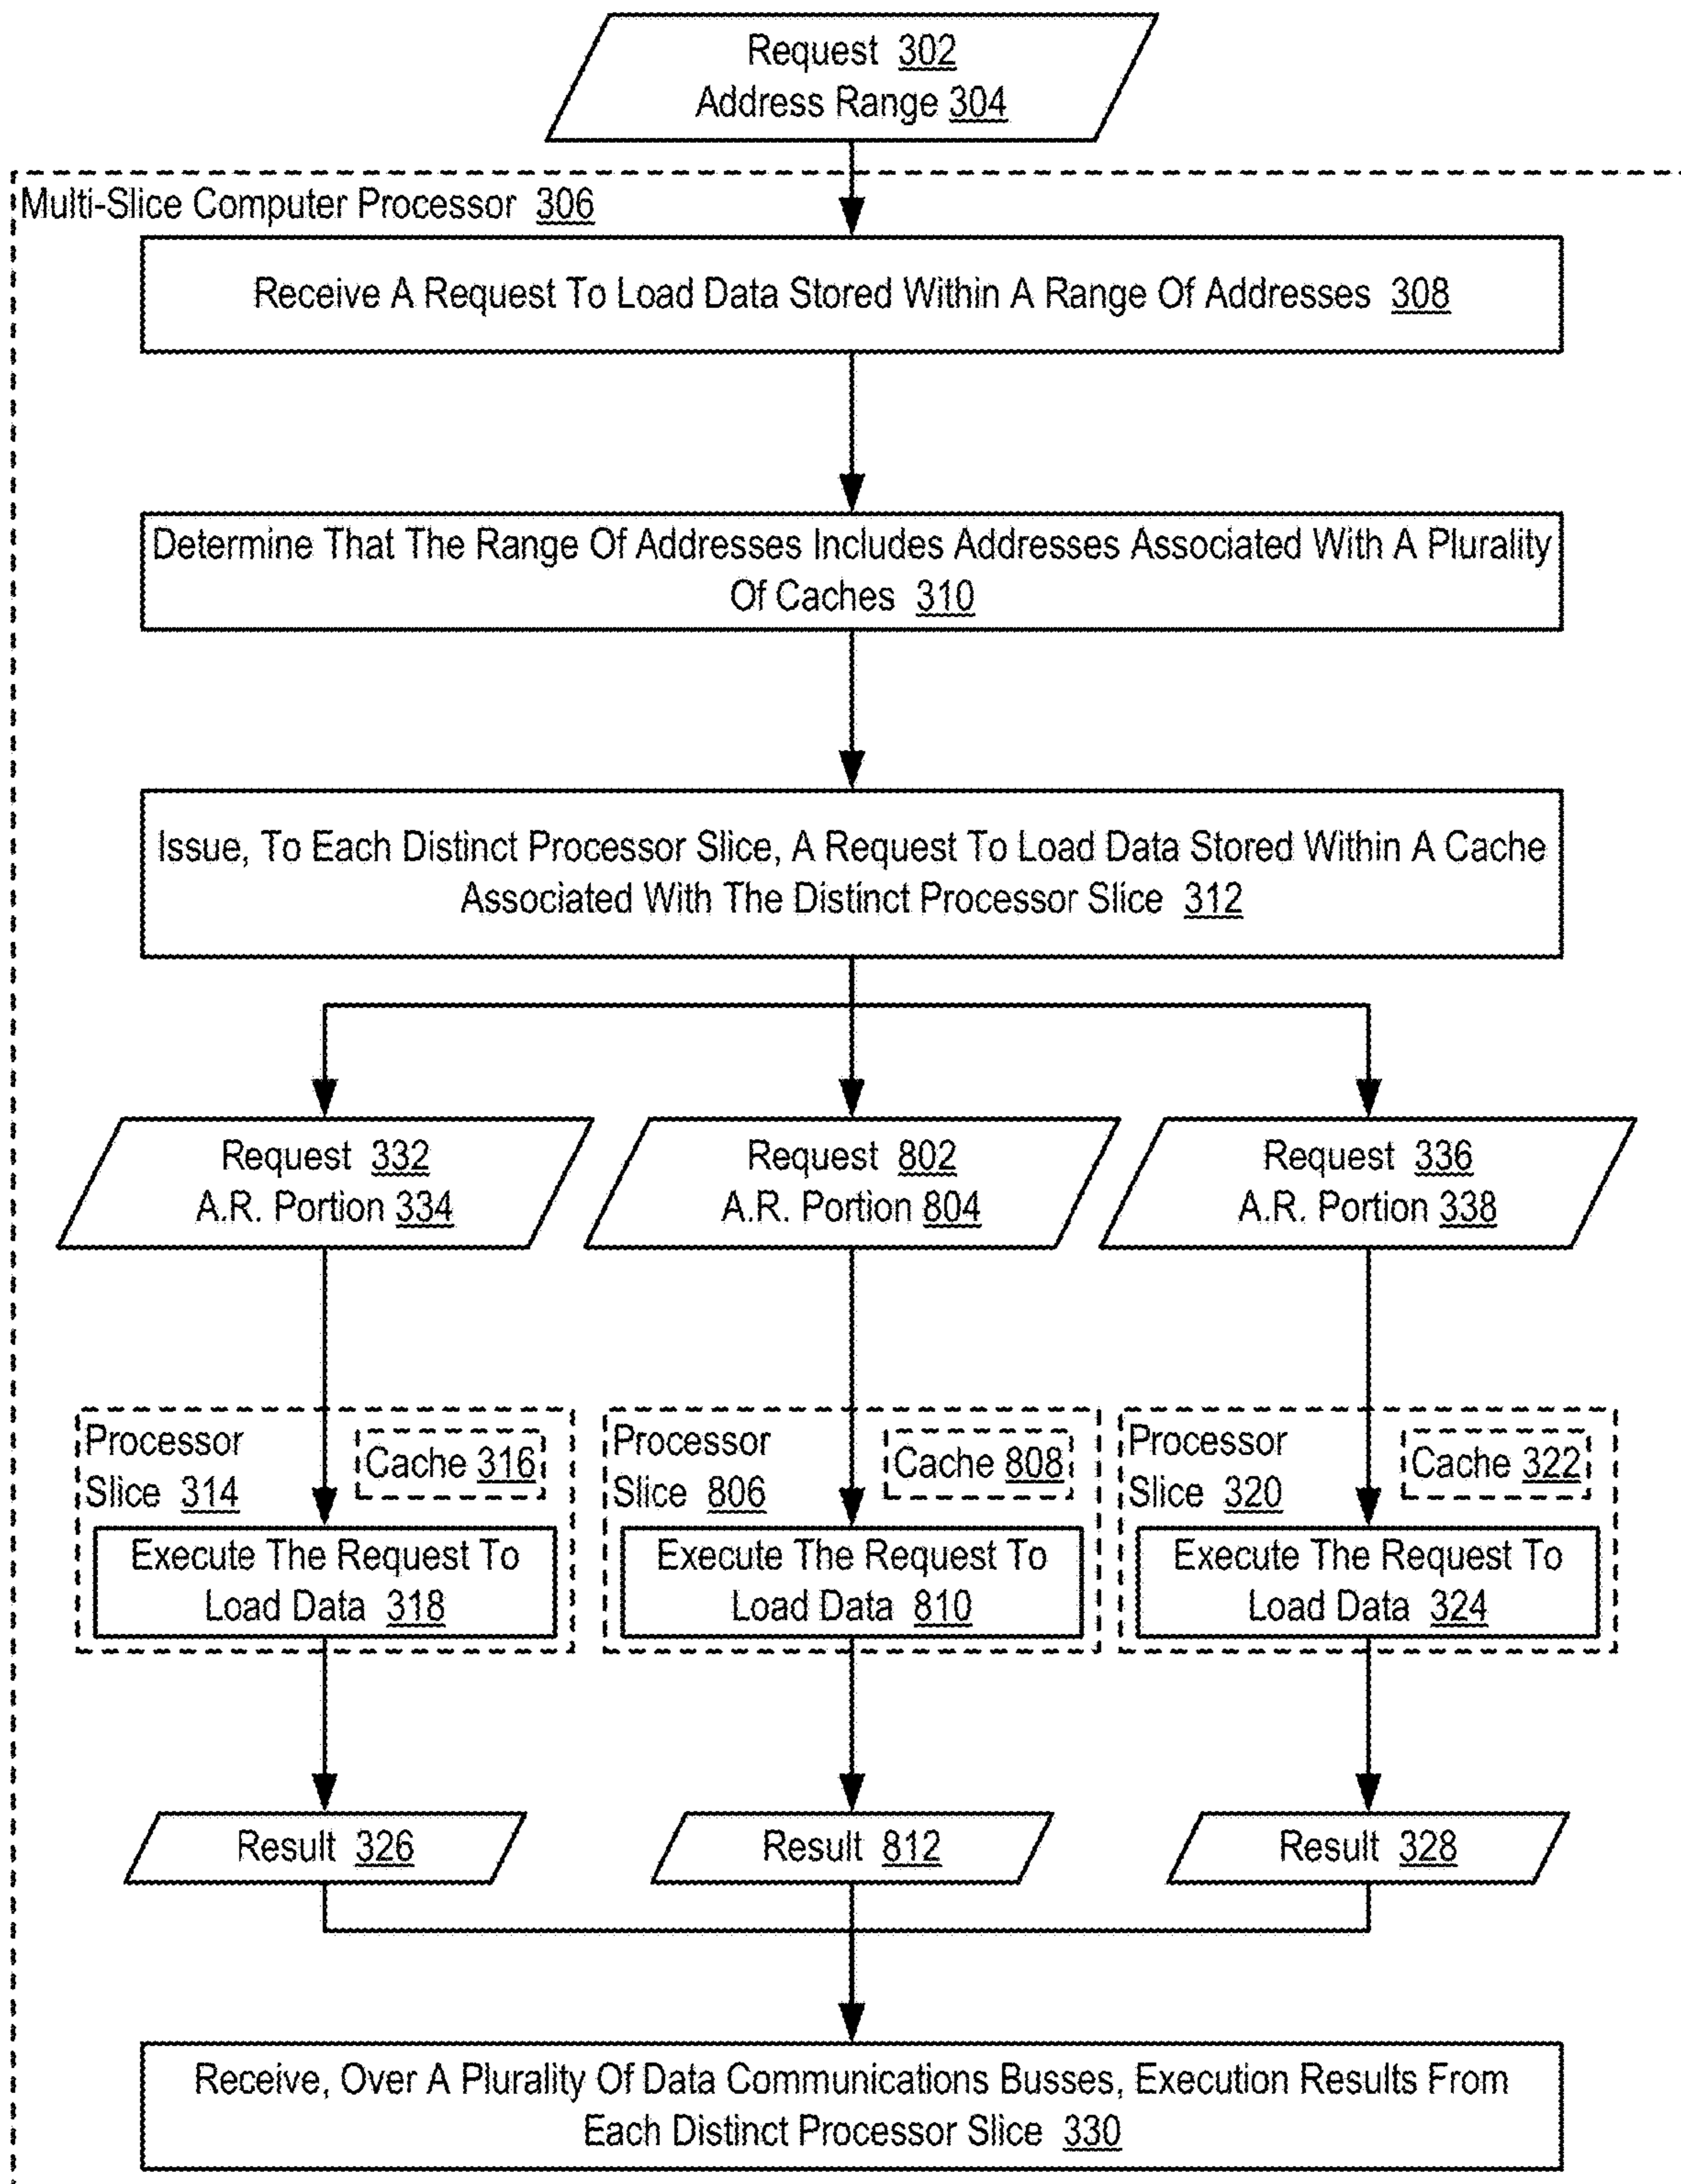 Request 302
Address Range 304
Multi-Slice Computer Processor 306
Receive A Request To Load Data Stored Within A Range Of Addresses 308
Determine That The Range Of Addresses Includes Addresses Associated With A Plurality
Of Caches 310
Issue, To Each Distinct Processor Slice, A Request To Load Data Stored Within A Cache
Associated With The Distinct Processor Slice 312
Request 332
A.R. Portion 334
Request 802
A.R. Portion 804
Request 336
A.R. Portion 338
Processor
Slice 314
Cache 316
Execute The Request To
Load Data 318
Processor
Slice 806
Cache 808
Execute The Request To
Load Data 810
Processor
Slice 320
Cache 322
Execute The Request To
Load Data 324
Result 326
Result 812
Result 328
Receive, Over A Plurality Of Data Communications Busses, Execution Results From
Each Distinct Processor Slice 330